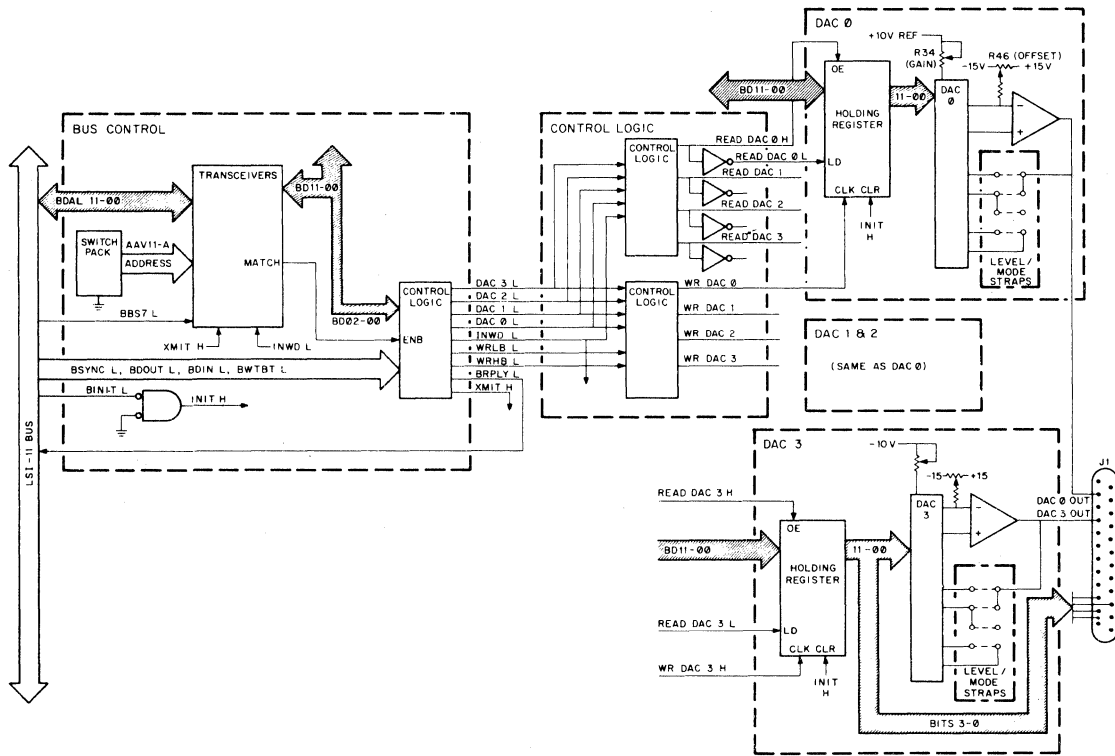 DAC Ø
+10V REF
R34
(GAIN)
R46 (OFFSET)
-15V
+15V
OE
BD11-00
HOLDING
REGISTER
11-00
DAC
Ø
-
+
LD
CLK CLR
INIT
H
LEVEL/
MODE
STRAPS
BUS CONTROL
TRANSCEIVERS
BDAL 11-00
BD11-00
SWITCH
PACK
AAV11-A
ADDRESS
MATCH
BBS7 L
XMIT H
INWD L
BD02-00
CONTROL
LOGIC
ENB
BSYNC L, BDOUT L, BDIN L, BWTBT L
BINIT L
INIT H
LSI-11 BUS
DAC 3 L
DAC 2 L
DAC 1 L
DAC Ø L
INWD L
WRLB L
WRHB L
BRPLY L
XMIT H
CONTROL LOGIC
CONTROL
LOGIC
READ DAC Ø H
READ DAC Ø L
READ DAC 1
READ DAC 2
READ DAC 3
CONTROL
LOGIC
WR DAC Ø
WR DAC 1
WR DAC 2
WR DAC 3
DAC 1 & 2
(SAME AS DAC Ø)
DAC 3
-10V
-15
+15
READ DAC 3 H
OE
BD11-00
HOLDING
REGISTER
11-00
DAC
3
-
+
READ DAC 3 L
LD
CLK CLR
WR DAC 3 H
INIT
H
LEVEL/
MODE
STRAPS
BITS 3-0
J1
DAC Ø OUT
DAC 3 OUT